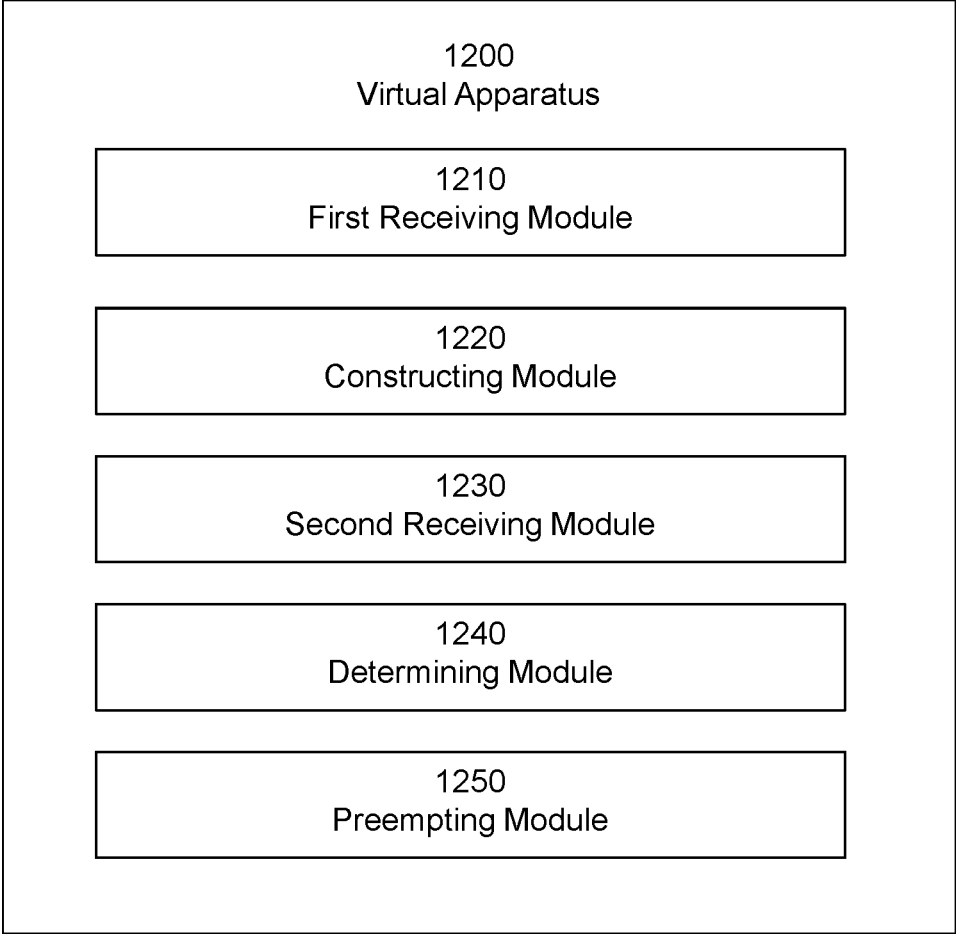 1200
Virtual Apparatus
1210
First Receiving Module
1220
Constructing Module
1230
Second Receiving Module
1240
Determining Module
1250
Preempting Module